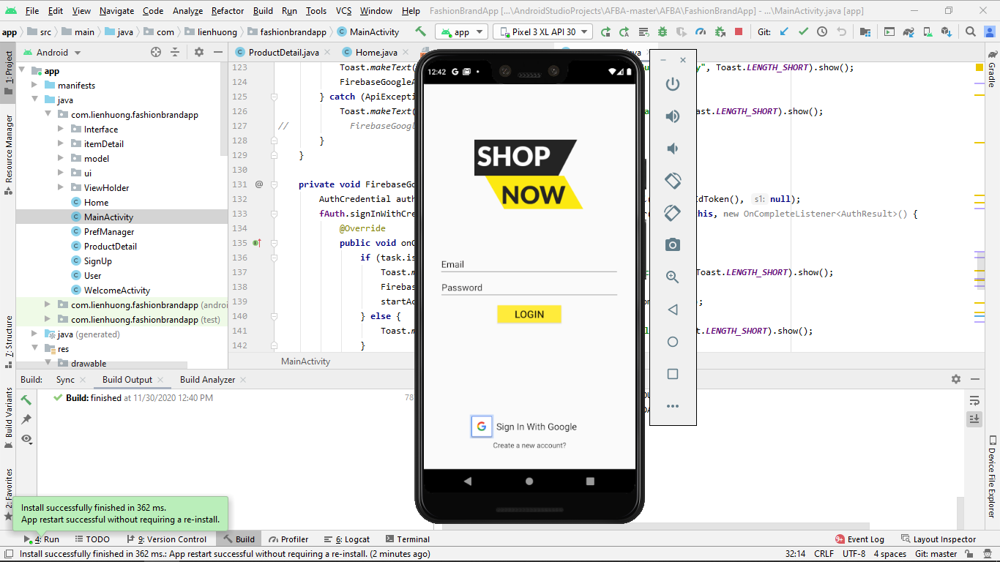 File Edit View Navigate Code Analyze Refactor Build Run Tools VCS Window Help FashionBrandApp [...\AndroidStudioProjects\AFBA-master\AFBA\FashionBrandApp] - ...\MainActivity.java [app]
app src main java com lienhuong fashionbrandapp MainActivity app Pixel 3 XL API 30 Git:
Android ProductDetail.java Home.java
1: Project
Resource Manager
7: Structure
Build Variants
2: Favorites
Gradle
Device File Explorer
app
manifests
java
com.lienhuong.fashionbrandapp
Interface
itemDetail
model
ui
ViewHolder
Home
MainActivity
PrefManager
ProductDetail
SignUp
User
WelcomeActivity
com.lienhuong.fashionbrandapp (androi
com.lienhuong.fashionbrandapp (test)
java (generated)
res
drawable
123 Toast.makeText( y", Toast.LENGTH_SHORT).show();
124 FirebaseGoogleA
125 } catch (ApiExcepti
126 Toast.makeText( ast.LENGTH_SHORT).show();
127 // FirebaseGoogl
128 }
129 }
130
131 @ private void FirebaseGo
132 AuthCredential auth dToken(), s1: null);
133 fAuth.signInWithCre this, new OnCompleteListener<AuthResult>() {
134 @Override
135 public void onC
136 if (task.is
137 Toast.m Toast.LENGTH_SHORT).show();
138 Firebas
139 startAc );
140 } else {
141 Toast.m ast.LENGTH_SHORT).show();
142 }
MainActivity
12:42
SHOP
NOW
Email
Password
LOGIN
Sign In With Google
Create a new account?
Build: Sync Build Output Build Analyzer
Build: finished at 11/30/2020 12:40 PM
Install successfully finished in 362 ms.
App restart successful without requiring a re-install.
4: Run TODO 9: Version Control Build Profiler 6: Logcat Terminal 9+ Event Log Layout Inspector
Install successfully finished in 362 ms.: App restart successful without requiring a re-install. (2 minutes ago) 32:14 CRLF UTF-8 4 spaces Git: master